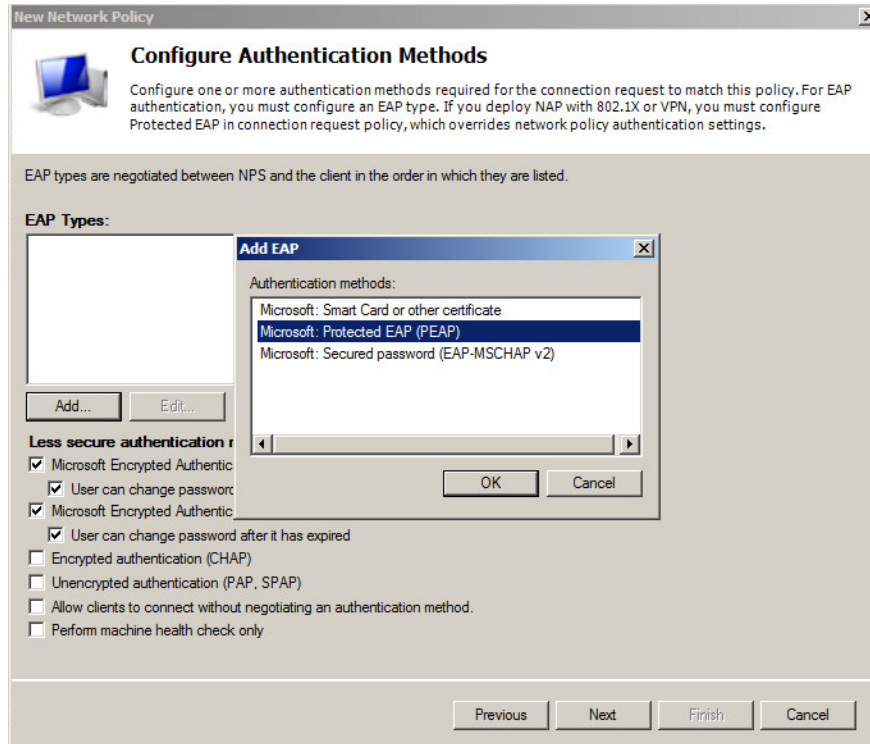 New Network Policy
Configure Authentication Methods
Configure one or more authentication methods required for the connection request to match this policy. For EAP
authentication, you must configure an EAP type. If you deploy NAP with 802.1X or VPN, you must configure
Protected EAP in connection request policy, which overrides network policy authentication settings.
EAP types are negotiated between NPS and the client in the order in which they are listed.
EAP Types:
Add EAP
Authentication methods:
Microsoft: Smart Card or other certificate
Microsoft: Protected EAP (PEAP)
Microsoft: Secured password (EAP-MSCHAP v2)
OK
Cancel
Add...
Edit...
Less secure authentication
Microsoft Encrypted Authentic
User can change password
Microsoft Encrypted Authentic
User can change password after it has expired
Encrypted authentication (CHAP)
Unencrypted authentication (PAP, SPAP)
Allow clients to connect without negotiating an authentication method.
Perform machine health check only
Previous
Next
Finish
Cancel